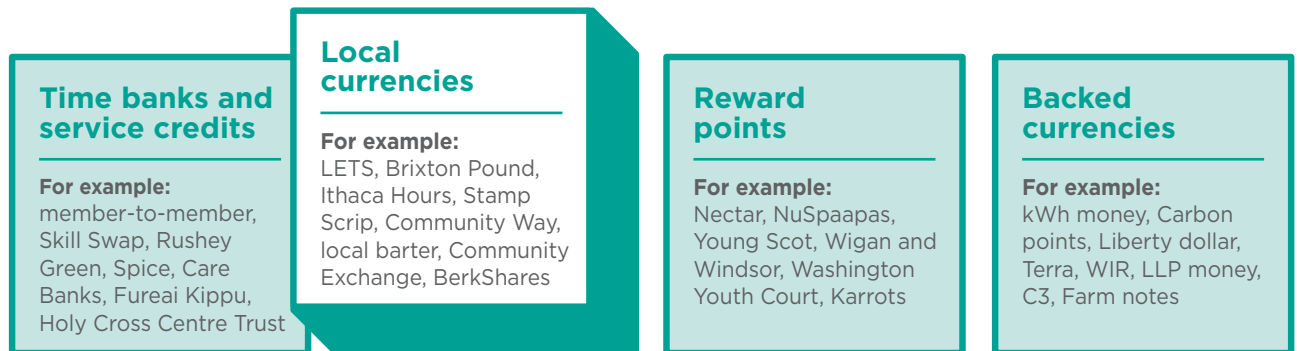 Time banks and
service credits
For example:
member-to-member,
Skill Swap, Rushey
Green, Spice, Care
Banks, Fureai Kippu,
Holy Cross Centre Trust
Local
currencies
For example:
LETS, Brixton Pound,
Ithaca Hours, Stamp
Scrip, Community Way,
local barter, Community
Exchange, BerkShares
Reward
points
For example:
Nectar, NuSpaapas,
Young Scot, Wigan and
Windsor, Washington
Youth Court, Karrots
Backed
currencies
For example:
kWh money, Carbon
points, Liberty dollar,
Terra, WIR, LLP money,
C3, Farm notes